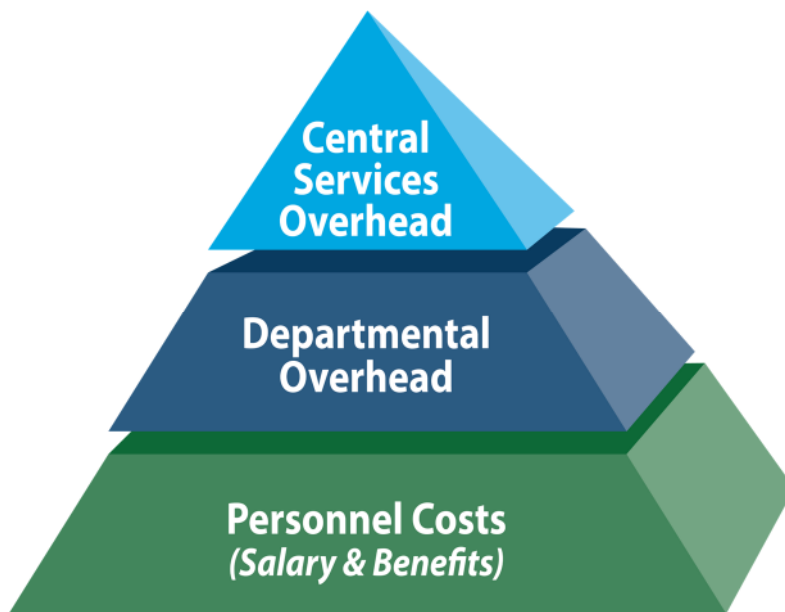 Central
Services
Overhead
Departmental
Overhead
Personnel Costs
(Salary & Benefits)